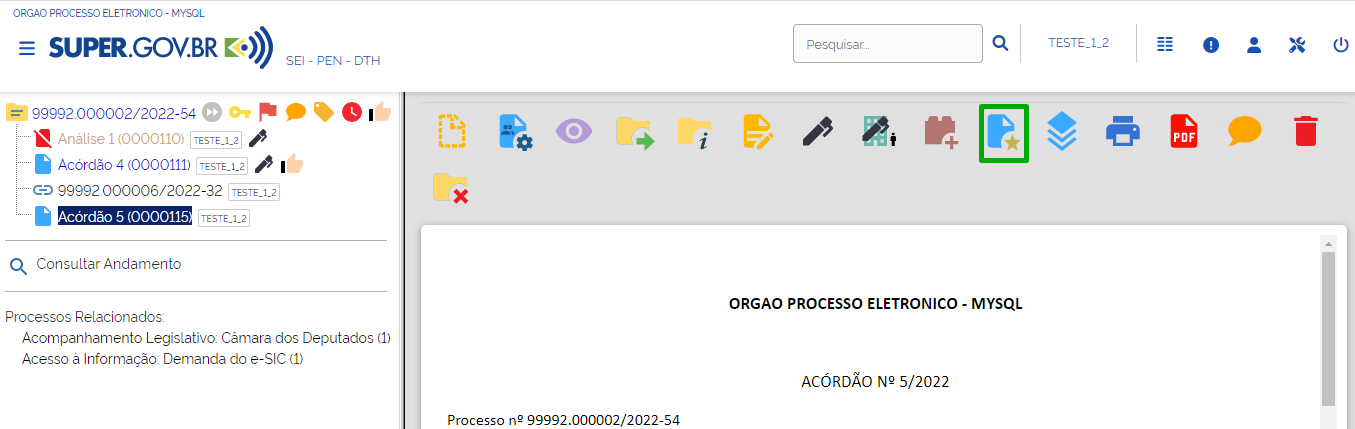 ORGAO PROCESSO ELETRONICO - MYSQL
SUPER.GOV.BR
SEI - PEN - DTH
Pesquisar...
TESTE_1_2
99992.000002/2022-54
Análise 1 (0000110) TESTE_1_2
Acórdão 4 (0000111) TESTE_1_2
99992.000006/2022-32 TESTE_1_2
Acórdão 5 (0000115) TESTE_1_2
Consultar Andamento
Processos Relacionados:
Acompanhamento Legislativo: Câmara dos Deputados (1)
Acesso à Informação: Demanda do e-SIC (1)
PDF
ORGAO PROCESSO ELETRONICO - MYSQL
ACÓRDÃO Nº 5/2022
Processo nº 99992.000002/2022-54